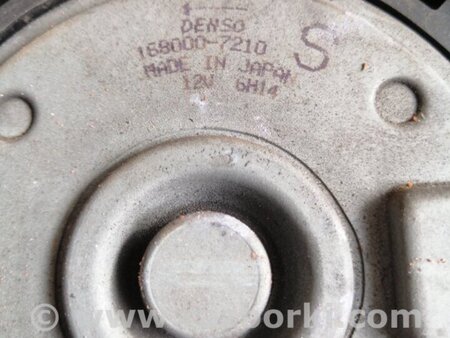 DENSO
168000-7210
MADE IN JAPAN
12V 6H14
S